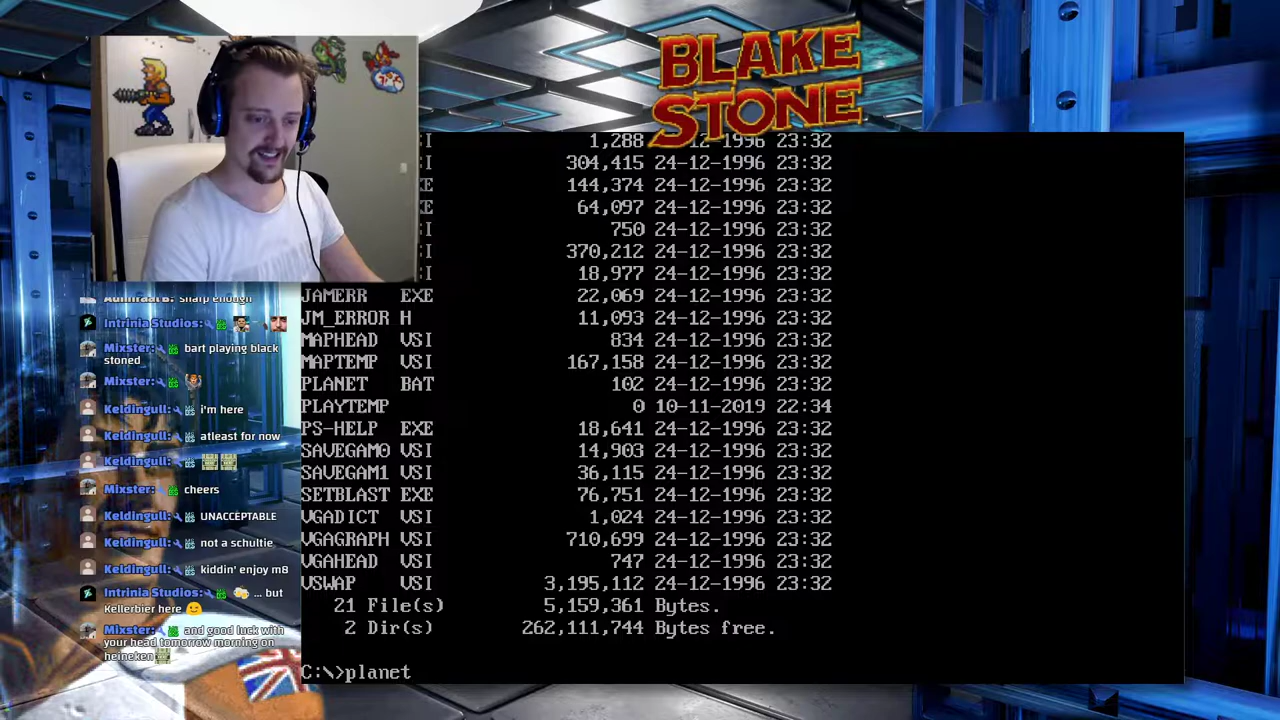 BLAKE
STONE
I 1,288 24-12-1996 23:32
I 304,415 24-12-1996 23:32
E 144,374 24-12-1996 23:32
E 64,097 24-12-1996 23:32
I 750 24-12-1996 23:32
I 370,212 24-12-1996 23:32
I 18,977 24-12-1996 23:32
JAMERR EXE 22,069 24-12-1996 23:32
JM_ERROR H 11,093 24-12-1996 23:32
MAPHEAD VSI 834 24-12-1996 23:32
MAPTEMP VSI 167,158 24-12-1996 23:32
PLANET BAT 102 24-12-1996 23:32
PLAYTEMP 0 10-11-2019 22:34
PS-HELP EXE 18,641 24-12-1996 23:32
SAVEGAM0 VSI 14,903 24-12-1996 23:32
SAVEGAM1 VSI 36,115 24-12-1996 23:32
SETBLAST EXE 76,751 24-12-1996 23:32
VGADICT VSI 1,024 24-12-1996 23:32
VGAGRAPH VSI 710,699 24-12-1996 23:32
VGAHEAD VSI 747 24-12-1996 23:32
VSWAP VSI 3,195,112 24-12-1996 23:32
21 File(s) 5,159,361 Bytes.
2 Dir(s) 262,111,744 Bytes free.
C:\>planet
Admiraal B: sharp enough
Intrinia Studios:
Mixster: bart playing black
stoned
Mixster:
Keldingull: i'm here
Keldingull: atleast for now
Keldingull:
Mixster: cheers
Keldingull: UNACCEPTABLE
Keldingull: not a schultie
Keldingull: kiddin' enjoy m8
Intrinia Studios: ... but
Kellerbier here
Mixster: and good luck with
your head tomorrow morning on
heineken